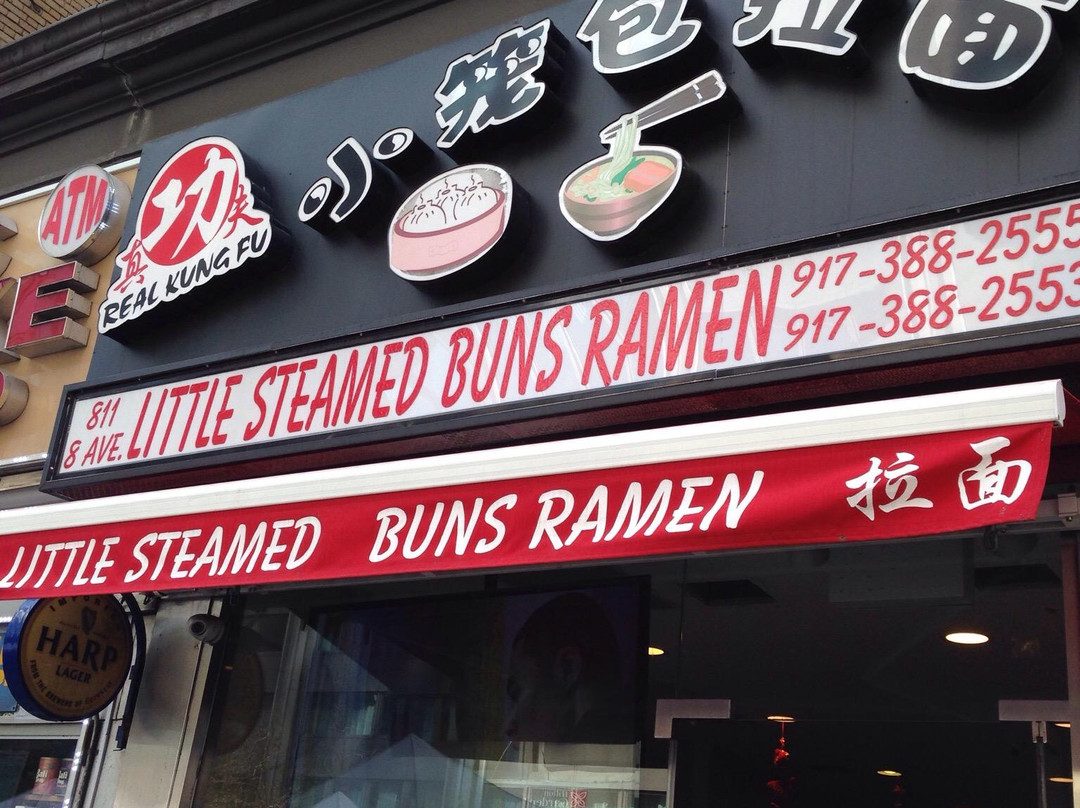 小笼包拉面
ATM
E
功夫
真
REAL KUNG FU
811
8 AVE.
LITTLE STEAMED BUNS RAMEN
917-388-2555
917-388-2553
LITTLE STEAMED BUNS RAMEN 拉面
HARP
LAGER